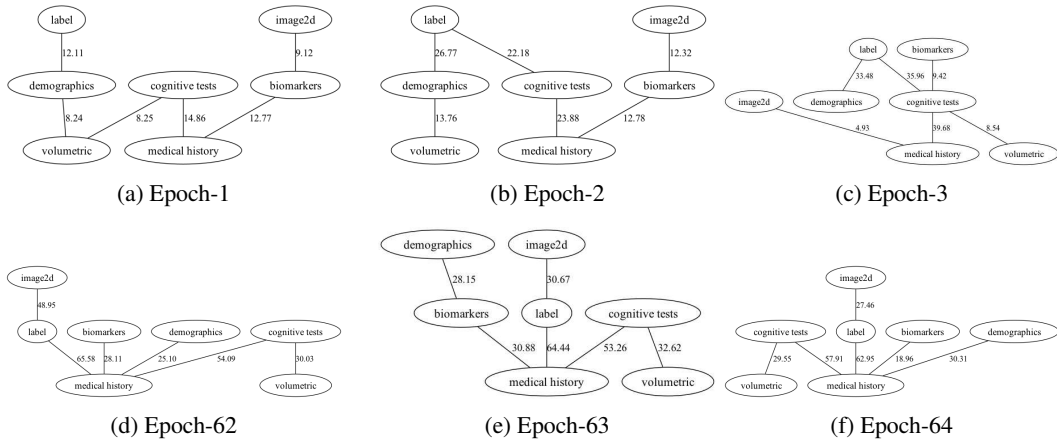 label
image2d
12.11
9.12
demographics
cognitive tests
biomarkers
8.24
8.25
14.86
12.77
volumetric
medical history
(a) Epoch-1
label
image2d
26.77
22.18
12.32
demographics
cognitive tests
biomarkers
13.76
23.88
12.78
volumetric
medical history
(b) Epoch-2
label
biomarkers
33.48
35.96
9.42
image2d
demographics
cognitive tests
4.93
39.68
8.54
medical history
volumetric
(c) Epoch-3
image2d
48.95
label
biomarkers
demographics
cognitive tests
65.58
28.11
25.10
54.09
30.03
medical history
volumetric
(d) Epoch-62
demographics
image2d
28.15
30.67
biomarkers
label
cognitive tests
30.88
64.44
53.26
32.62
medical history
volumetric
(e) Epoch-63
image2d
27.46
cognitive tests
label
biomarkers
demographics
29.55
57.91
62.95
18.96
30.31
volumetric
medical history
(f) Epoch-64